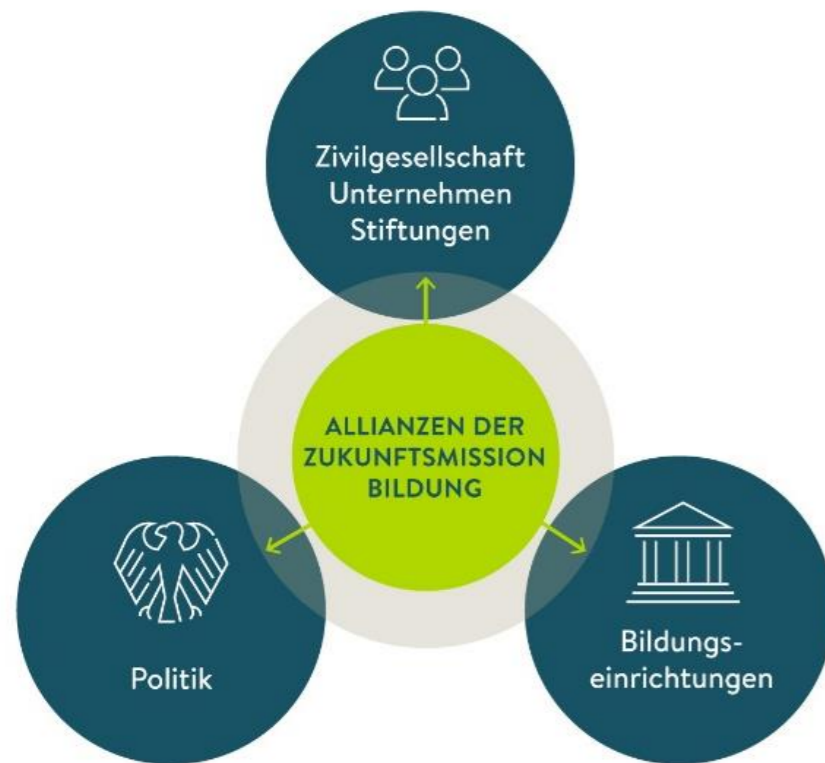 Zivilgesellschaft
Unternehmen
Stiftungen
ALLIANZEN DER
ZUKUNFTSMISSION
BILDUNG
Politik
Bildungs-
einrichtungen